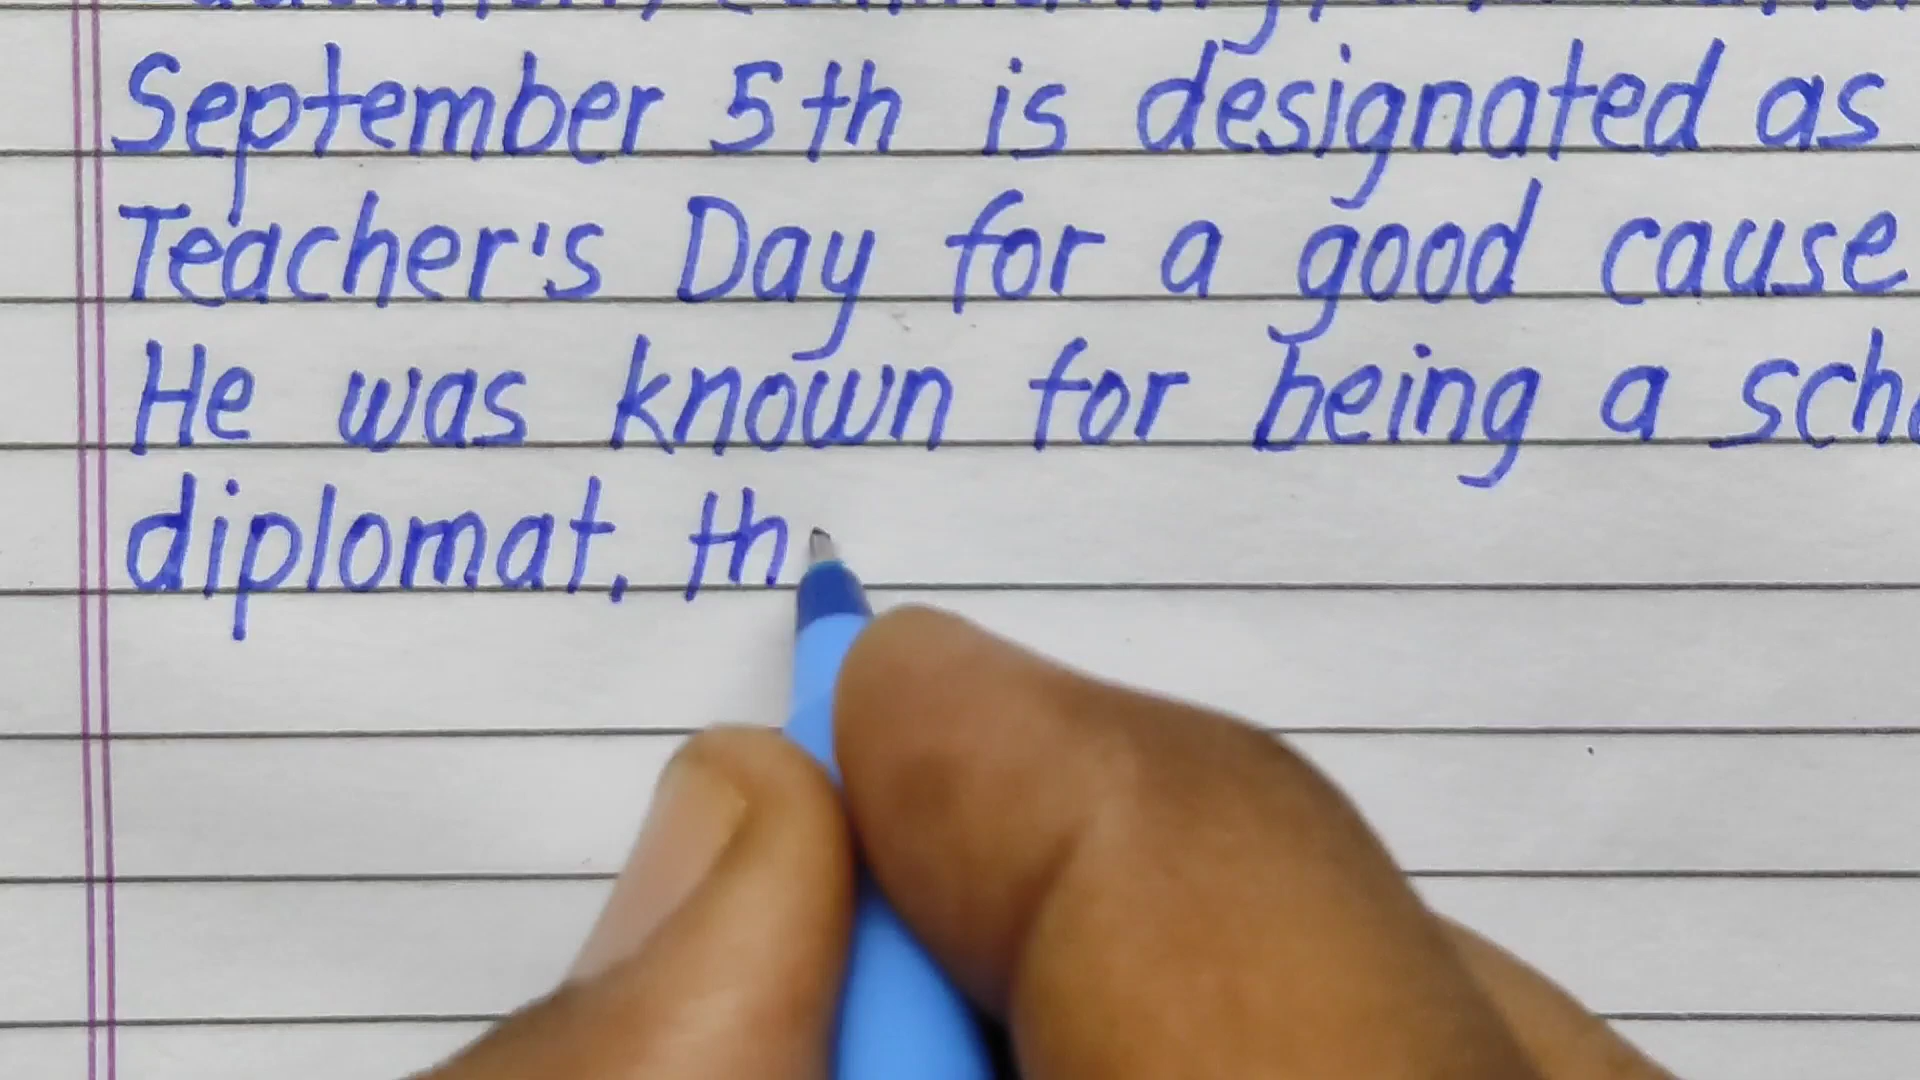 September 5th is designated as
Teacher's Day for a good cause
He was known for being a
diplomat, th